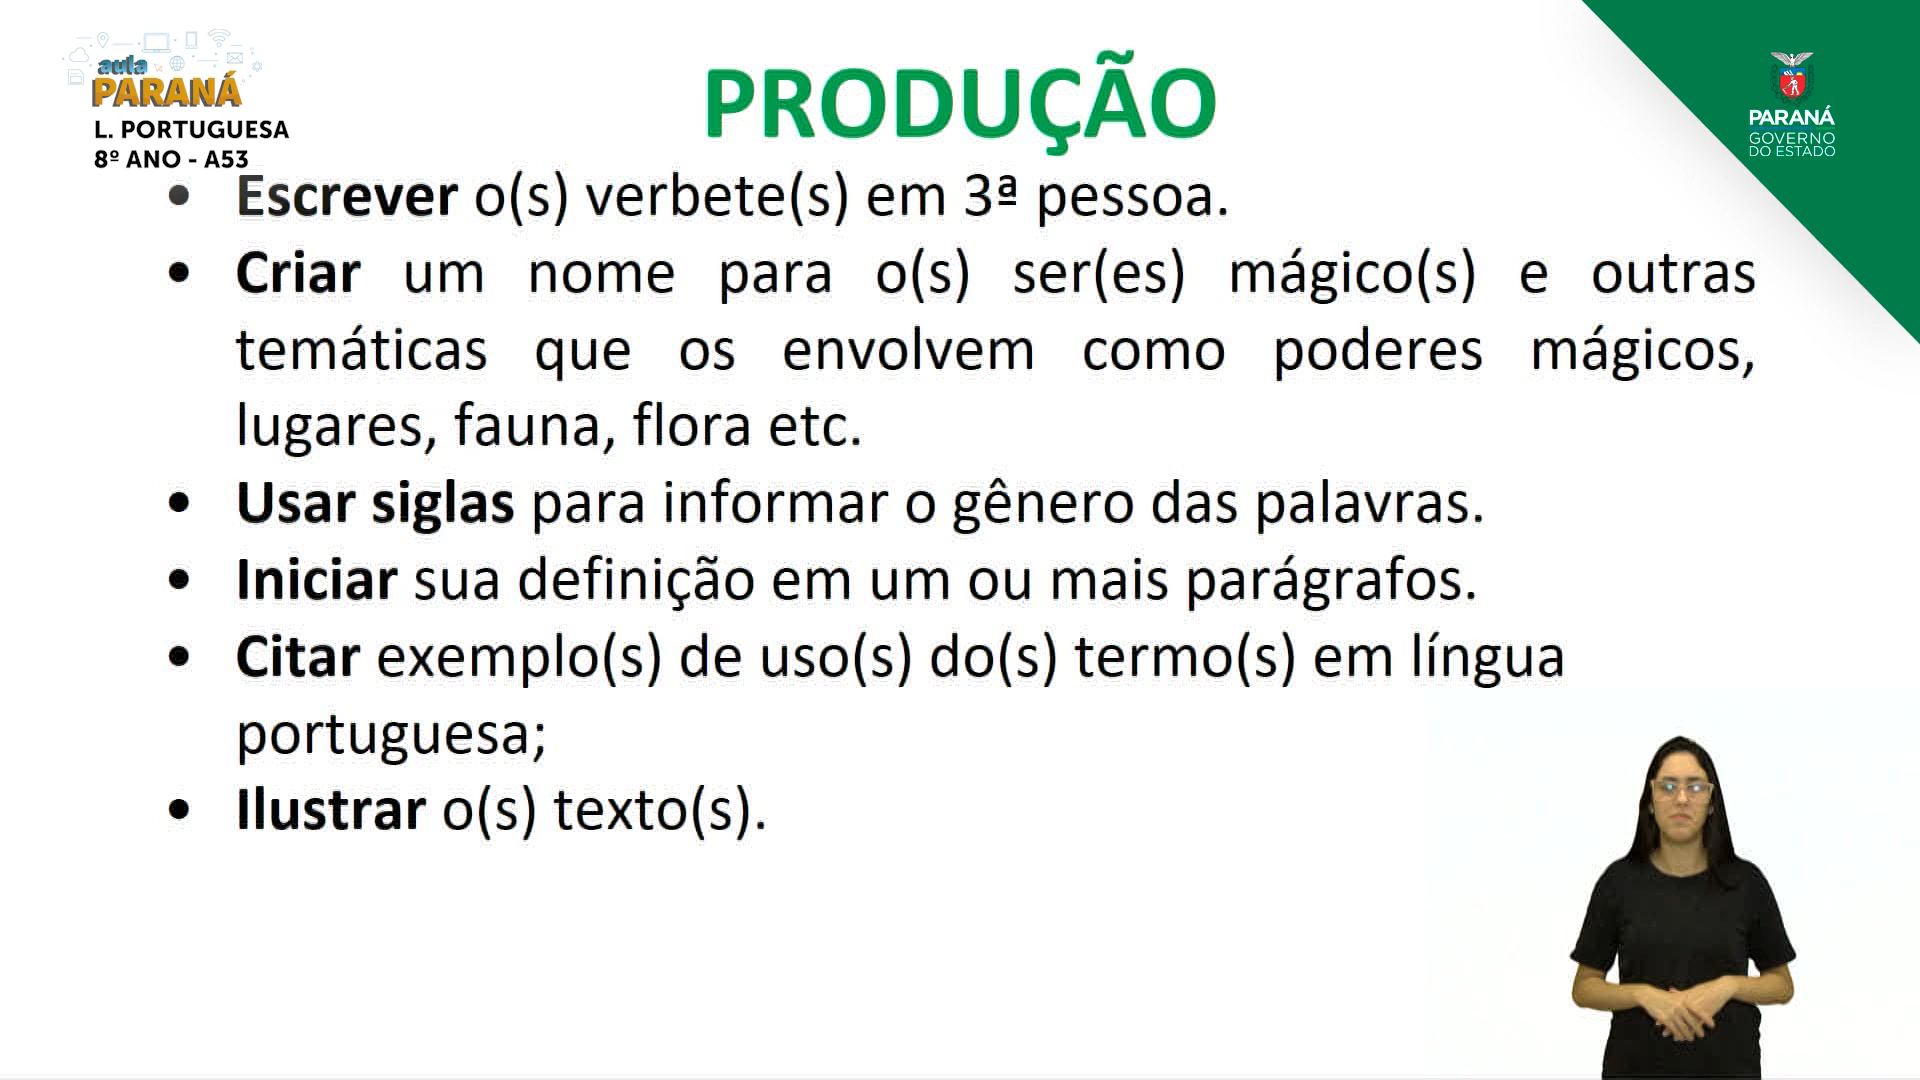 aula
PARANÁ
L. PORTUGUESA
8º ANO - A53
PRODUÇÃO
PARANÁ
GOVERNO
DO ESTADO
• Escrever o(s) verbete(s) em 3ª pessoa.
• Criar um nome para o(s) ser(es) mágico(s) e outras
temáticas que os envolvem como poderes mágicos,
lugares, fauna, flora etc.
• Usar siglas para informar o gênero das palavras.
• Iniciar sua definição em um ou mais parágrafos.
• Citar exemplo(s) de uso(s) do(s) termo(s) em língua
portuguesa;
• Ilustrar o(s) texto(s).